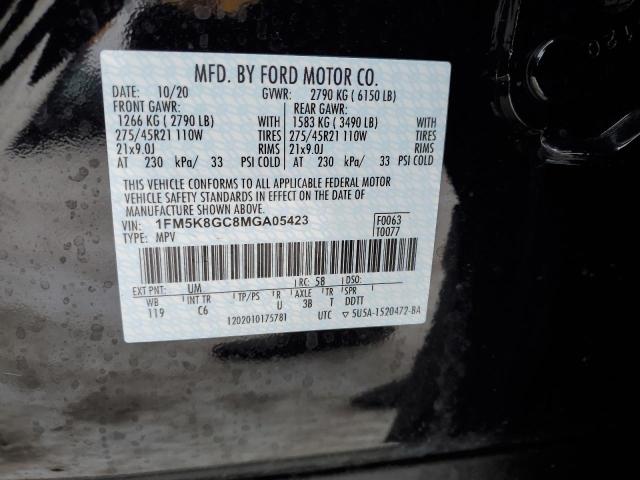 MFD. BY FORD MOTOR CO.
DATE: 10/20 GVWR: 2790 KG ( 6150 LB)
FRONT GAWR: REAR GAWR:
1266 KG ( 2790 LB) WITH 1583 KG ( 3490 LB) WITH
275/45R21 110W TIRES 275/45R21 110W TIRES
21x9.0J RIMS 21x9.0J RIMS
AT 230 kPa/ 33 PSI COLD AT 230 kPa/ 33 PSI COLD
THIS VEHICLE CONFORMS TO ALL APPLICABLE FEDERAL MOTOR
VEHICLE SAFETY STANDARDS IN EFFECT ON THE DATE OF
MANUFACTURE SHOWN ABOVE.
VIN: 1FM5K8GC8MGA05423 F0063
TYPE: MPV T0077
EXT PNT: UM RC: 58 DSO:
WB INT TR TP/PS R AXLE TR SPR
119 C6 U 3B T DDTT
1202010175781 UTC ▽ 5U5A-1520472-BA